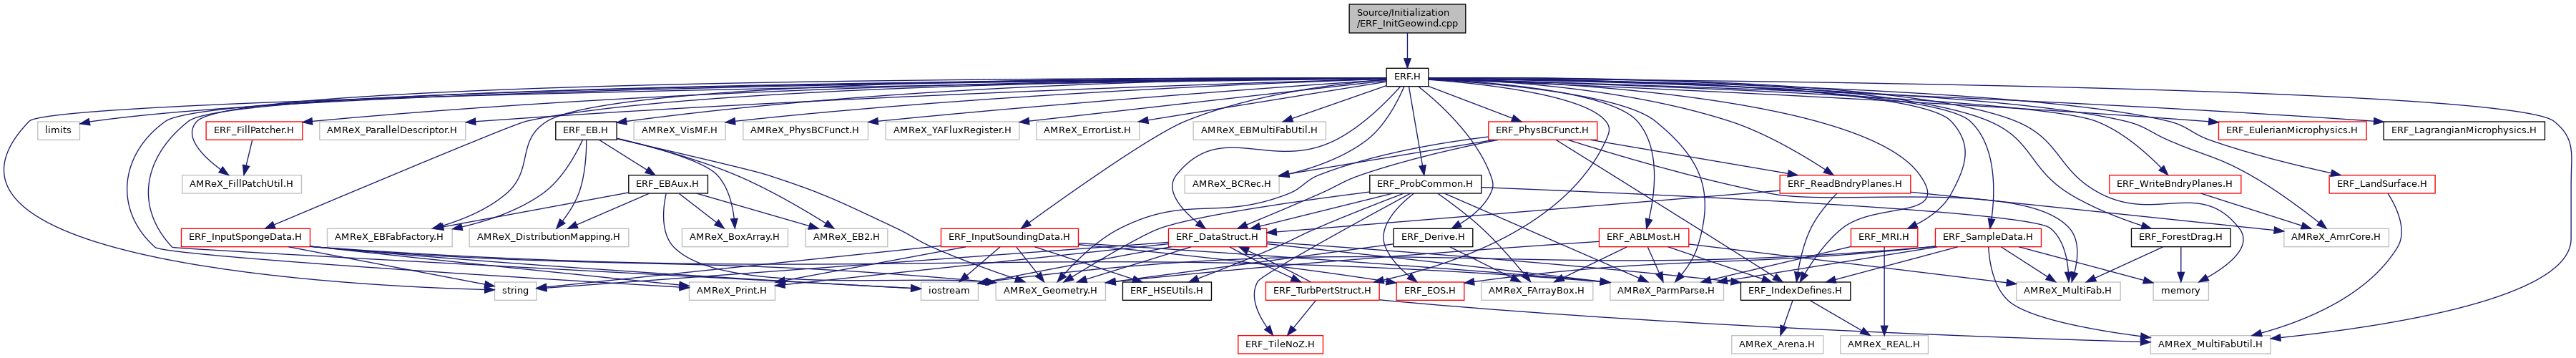 Source/Initialization
/ERF_InitGeowind.cpp
ERF.H
limits
ERF_FillPatcher.H
AMReX_ParallelDescriptor.H
ERF_EB.H
AMReX_VisMF.H
AMReX_PhysBCFunct.H
AMReX_YAFluxRegister.H
AMReX_ErrorList.H
AMReX_EBMultiFabUtil.H
ERF_PhysBCFunct.H
ERF_EulerianMicrophysics.H
ERF_LagrangianMicrophysics.H
AMReX_FillPatchUtil.H
ERF_EBAux.H
AMReX_BCRec.H
ERF_ProbCommon.H
ERF_ReadBndryPlanes.H
ERF_WriteBndryPlanes.H
ERF_LandSurface.H
ERF_InputSpongeData.H
AMReX_EBFabFactory.H
AMReX_DistributionMapping.H
AMReX_BoxArray.H
AMReX_EB2.H
ERF_InputSoundingData.H
ERF_DataStruct.H
ERF_Derive.H
ERF_ABLMost.H
ERF_MRI.H
ERF_SampleData.H
ERF_ForestDrag.H
AMReX_AmrCore.H
string
AMReX_Print.H
iostream
AMReX_Geometry.H
ERF_HSEUtils.H
ERF_TurbPertStruct.H
ERF_EOS.H
AMReX_FArrayBox.H
AMReX_ParmParse.H
ERF_IndexDefines.H
AMReX_MultiFab.H
memory
ERF_TileNoZ.H
AMReX_Arena.H
AMReX_REAL.H
AMReX_MultiFabUtil.H